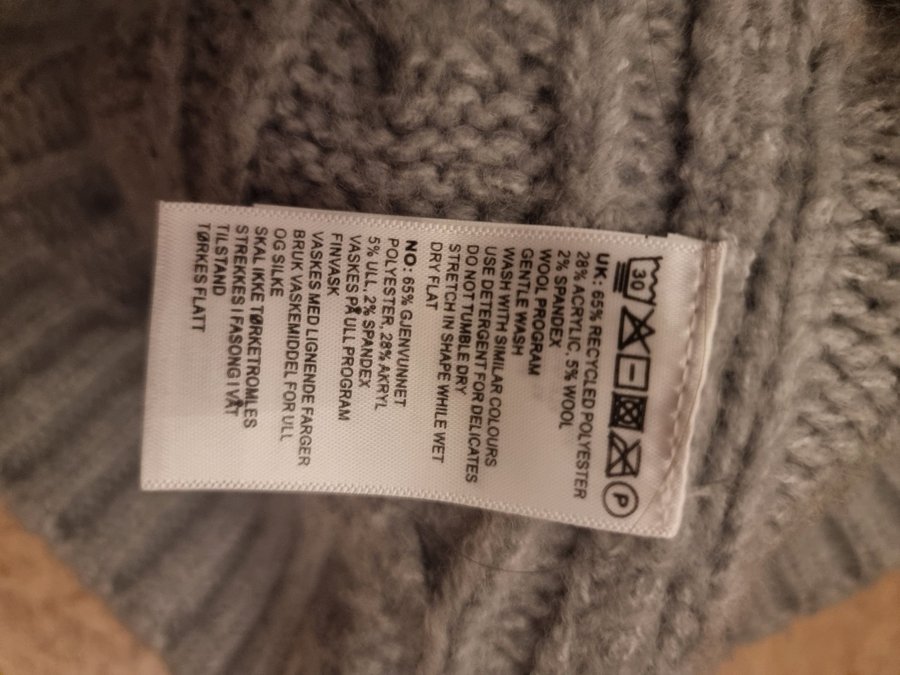 30
P
UK: 65% RECYCLED POLYESTER
28% ACRYLIC, 5% WOOL
2% SPANDEX
WOOL PROGRAM
GENTLE WASH
WASH WITH SIMILAR COLOURS
USE DETERGENT FOR DELICATES
DO NOT TUMBLE DRY
STRETCH IN SHAPE WHILE WET
DRY FLAT
NO: 65% GJENVINNET
POLYESTER, 28% AKRYL
5% ULL, 2% SPANDEX
VASKES PÅ ULL PROGRAM
FINVASK
VASKES MED LIGNENDE FARGER
BRUK VASKEMIDDEL FOR ULL
OG SILKE
SKAL IKKE TØRKETROMLES
STREKKES I FASONG I VÅT
TILSTAND
TØRKES FLATT